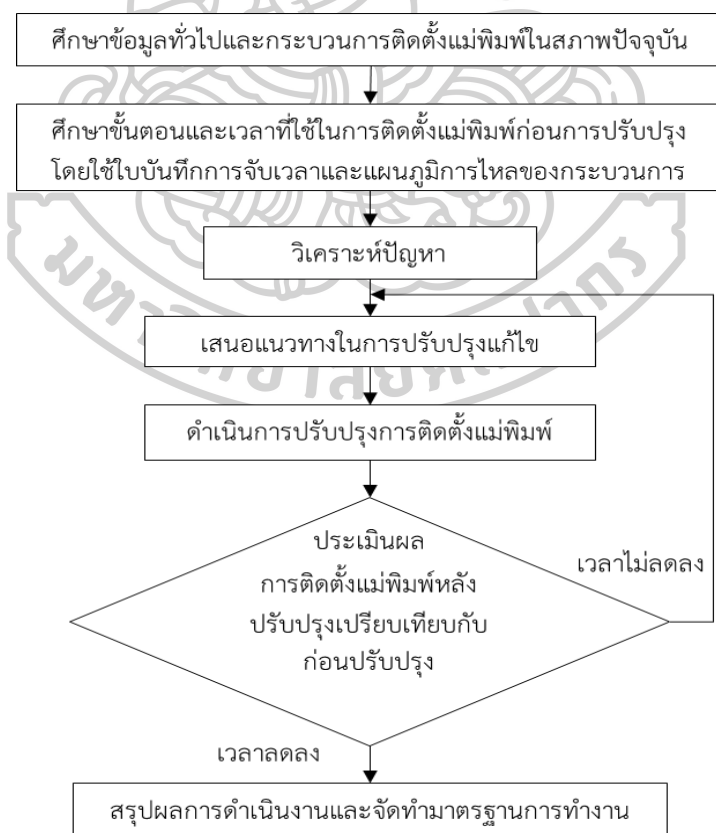 ศึกษาข้อมูลทั่วไปและกระบวนการติดตั้งแม่พิมพ์ในสภาพปัจจุบัน
ศึกษาขั้นตอนและเวลาที่ใช้ในการติดตั้งแม่พิมพ์ก่อนการปรับปรุง
โดยใช้ใบบันทึกการจับเวลาและแผนภูมิการไหลของกระบวนการ
วิเคราะห์ปัญหา
เสนอแนวทางในการปรับปรุงแก้ไข
ดำเนินการปรับปรุงการติดตั้งแม่พิมพ์
ประเมินผล
การติดตั้งแม่พิมพ์หลัง
ปรับปรุงเปรียบเทียบกับ
ก่อนปรับปรุง
เวลาไม่ลดลง
เวลาลดลง
สรุปผลการดำเนินงานและจัดทำมาตรฐานการทำงาน